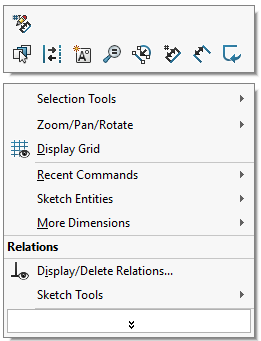 Selection Tools
Zoom/Pan/Rotate
Display Grid
Recent Commands
Sketch Entities
More Dimensions
Relations
Display/Delete Relations...
Sketch Tools